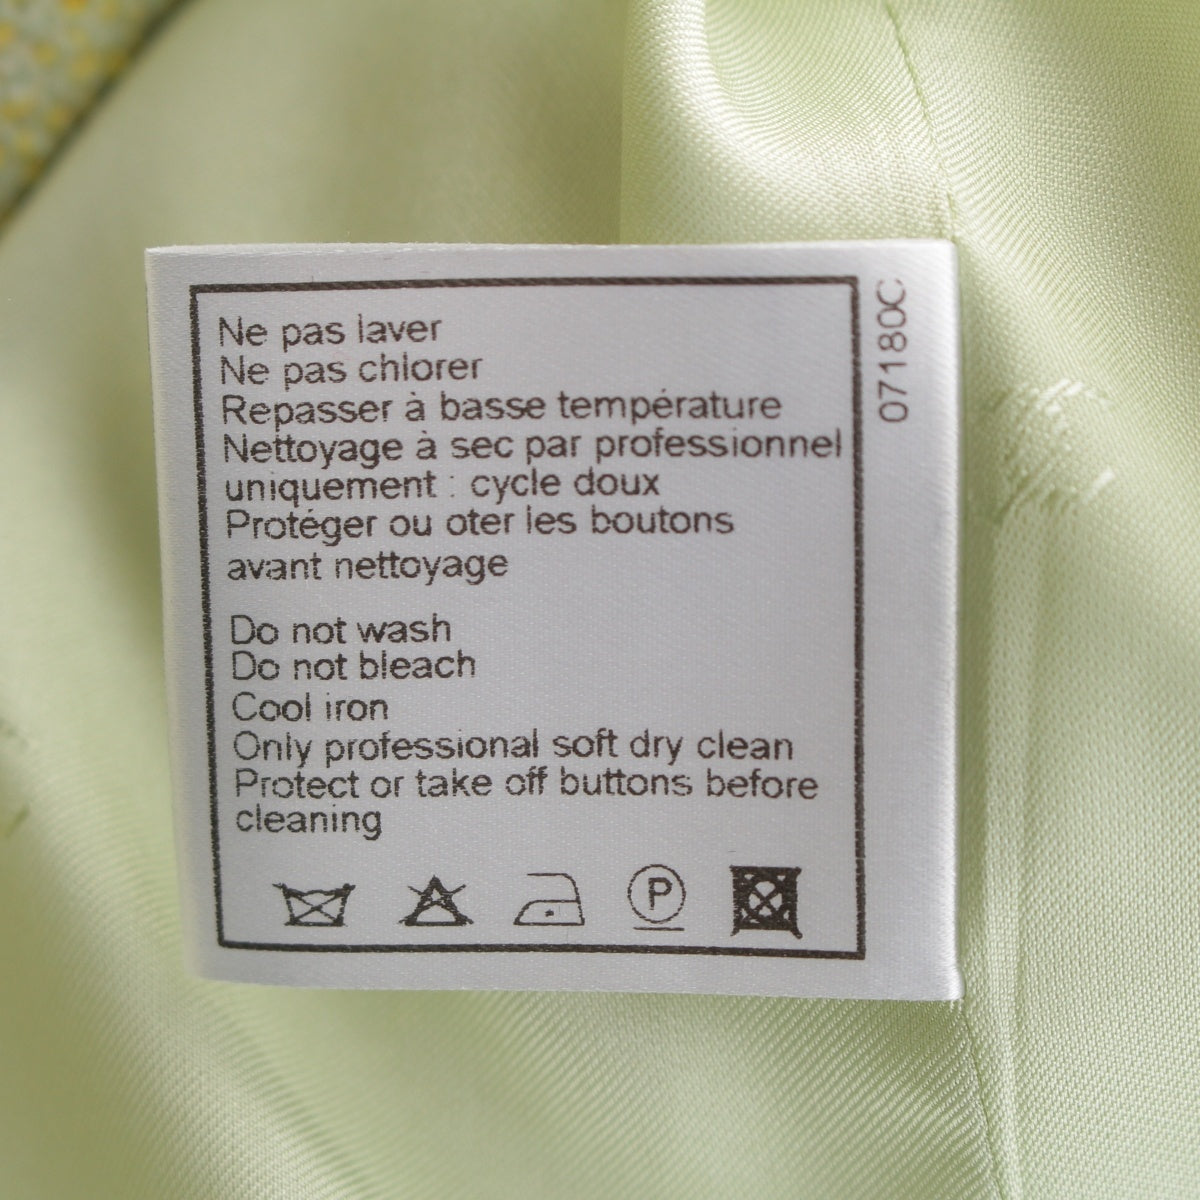 Ne pas laver
Ne pas chlorer
Repasser à basse température
Nettoyage à sec par professionnel
uniquement : cycle doux
Protéger ou oter les boutons
avant nettoyage
Do not wash
Do not bleach
Cool iron
Only professional soft dry clean
Protect or take off buttons before
cleaning
P
07180C